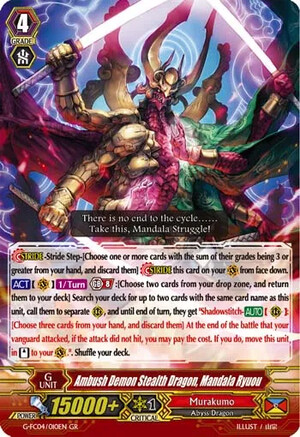 4
GRADE
There is no end to the cycle......
Take this, Mandala Struggle!
STRIDE -Stride Step-[Choose one or more cards with the sum of their grades being 3 or
greater from your hand, and discard them] STRIDE this card on your from face down.
ACT 1/Turn GB 8 :[Choose two cards from your drop zone, and return
them to your deck] Search your deck for up to two cards with the same card name as this
unit, call them to separate , and until end of turn, they get "Shadowstitch-AUTO :
[Choose three cards from your hand, and discard them] At the end of the battle that your
vanguard attacked, if the attack did not hit, you may pay the cost. If you do, move this unit
in to your .". Shuffle your deck.
G
UNIT
Ambush Demon Stealth Dragon, Mandala Ryuou
POWER
15000+
1
CRITICAL
Murakumo
Abyss Dragon
G-FC04/010EN GR
ILLUST /